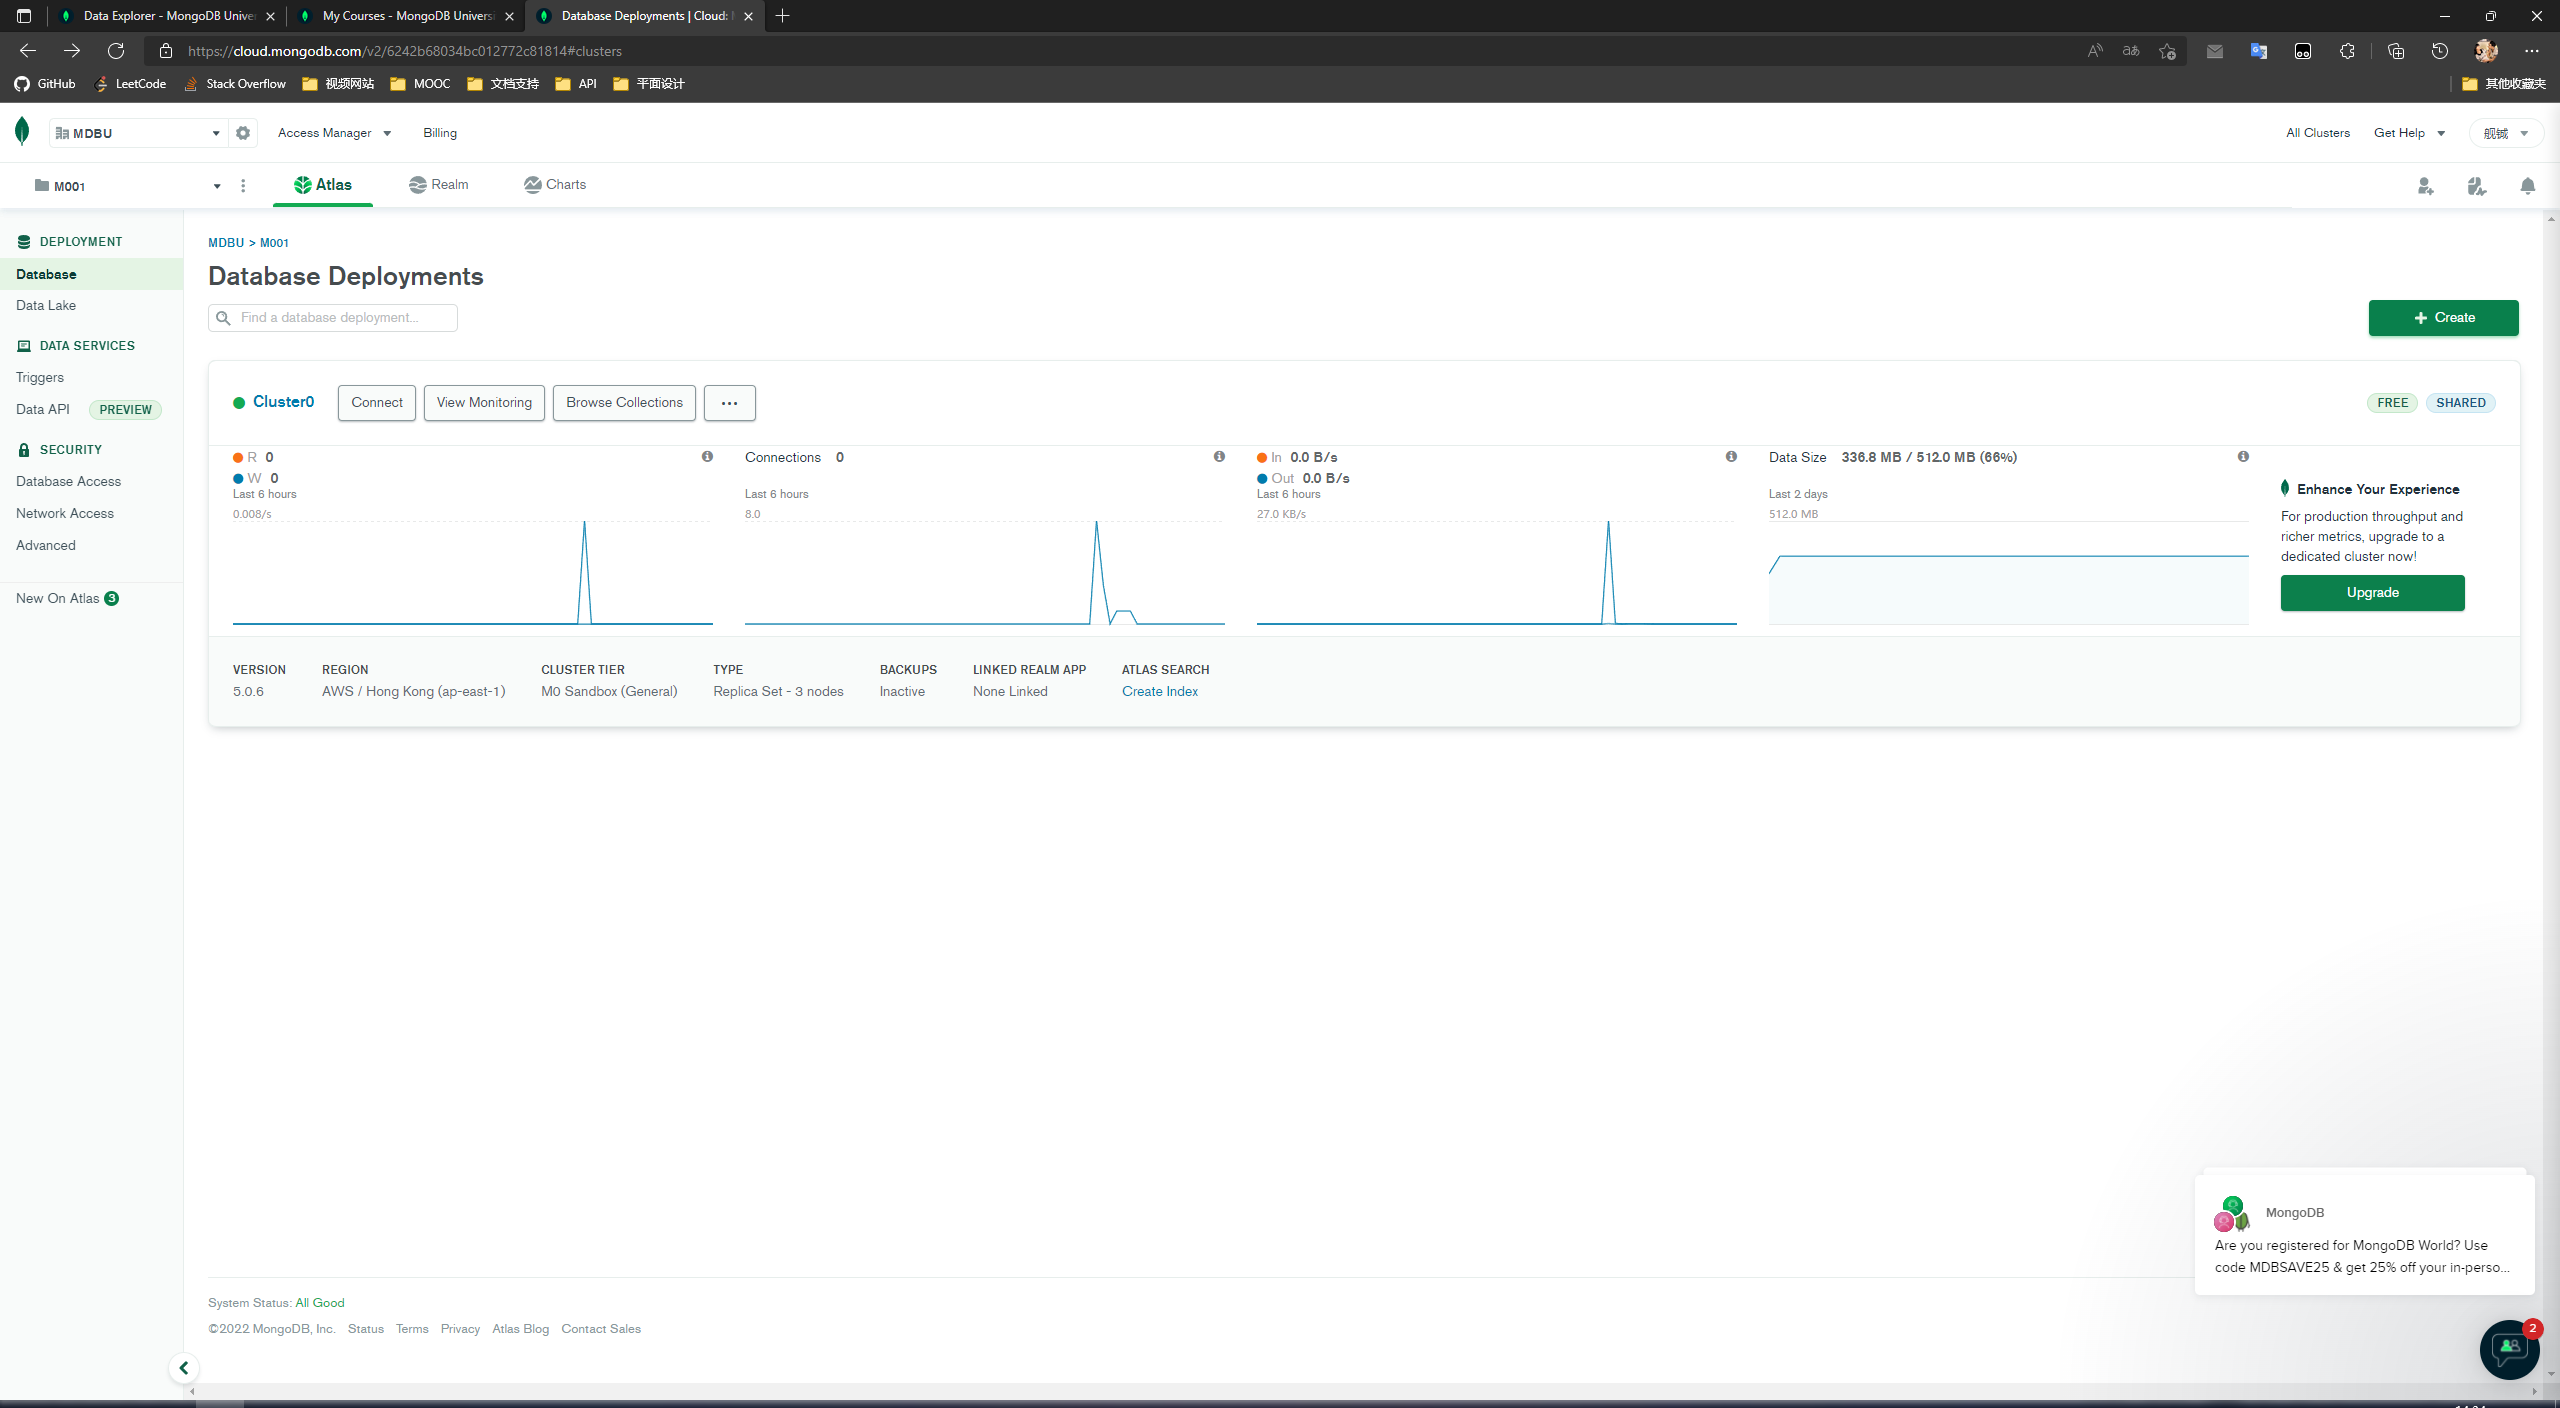 Data Explorer - MongoDB Univer
My Courses - MongoDB Universi
Database Deployments | Cloud:
https://cloud.mongodb.com/v2/6242b68034bc012772c81814#clusters
GitHub LeetCode Stack Overflow 视频网站 MOOC 文档支持 API 平面设计 其他收藏夹
MDBU Access Manager Billing All Clusters Get Help 舰铖
M001 Atlas Realm Charts
DEPLOYMENT
Database
Data Lake
DATA SERVICES
Triggers
Data API PREVIEW
SECURITY
Database Access
Network Access
Advanced
New On Atlas 3
MDBU > M001
Database Deployments
Find a database deployment...
+ Create
Cluster0 Connect View Monitoring Browse Collections ... FREE SHARED
R 0
W 0
Last 6 hours
0.008/s
Connections 0
Last 6 hours
8.0
In 0.0 B/s
Out 0.0 B/s
Last 6 hours
27.0 KB/s
Data Size 336.8 MB / 512.0 MB (66%)
Last 2 days
512.0 MB
Enhance Your Experience
For production throughput and
richer metrics, upgrade to a
dedicated cluster now!
Upgrade
VERSION REGION CLUSTER TIER TYPE BACKUPS LINKED REALM APP ATLAS SEARCH
5.0.6 AWS / Hong Kong (ap-east-1) M0 Sandbox (General) Replica Set - 3 nodes Inactive None Linked Create Index
MongoDB
Are you registered for MongoDB World? Use
code MDBSAVE25 & get 25% off your in-perso...
2
System Status: All Good
©2022 MongoDB, Inc. Status Terms Privacy Atlas Blog Contact Sales